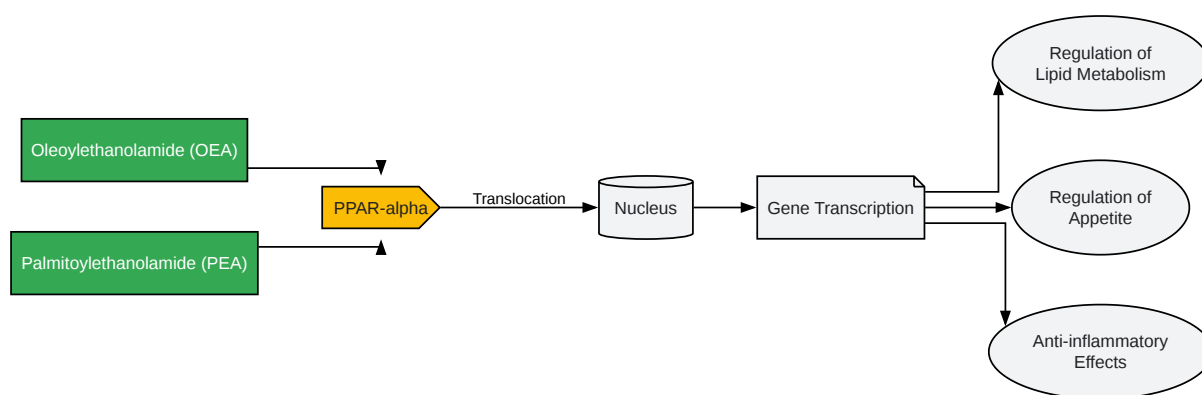 Regulation of
Lipid Metabolism
Oleoylethanolamide (OEA)
PPAR-alpha
Translocation
Nucleus
Gene Transcription
Regulation of
Appetite
Palmitoylethanolamide (PEA)
Anti-inflammatory
Effects